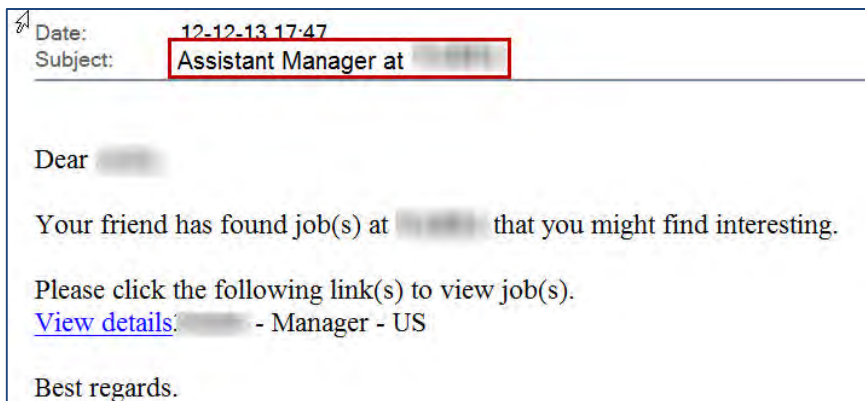 Date: 12-12-13 17:47
Subject: Assistant Manager at
Dear
Your friend has found job(s) at that you might find interesting.
Please click the following link(s) to view job(s).
View details: - Manager - US
Best regards.